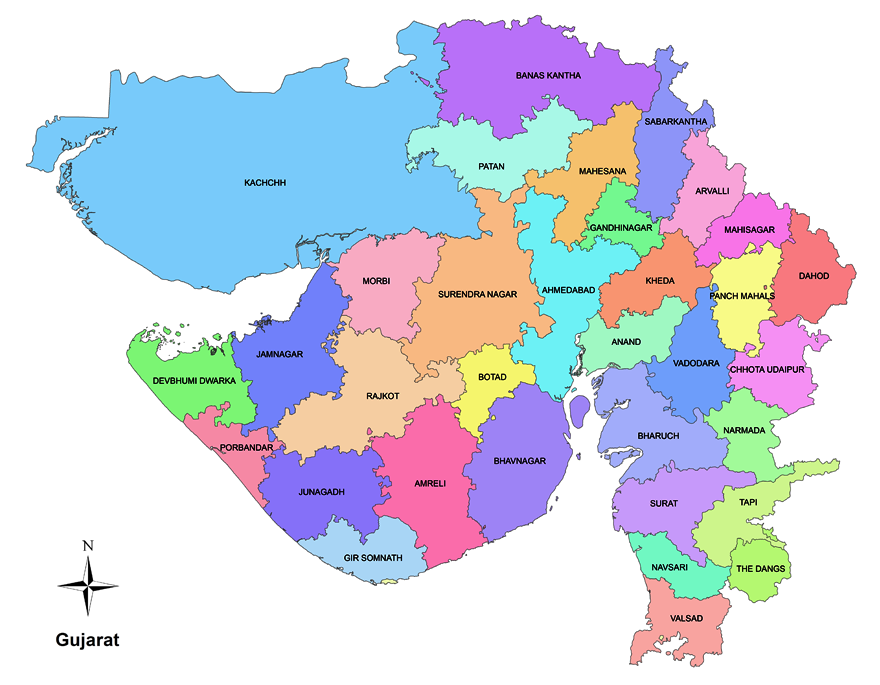 BANAS KANTHA
SABARKANTHA
PATAN
MAHESANA
KACHCHH
ARVALLI
GANDHINAGAR
MAHISAGAR
DAHOD
MORBI
SURENDRA NAGAR
AHMEDABAD
KHEDA
PANCH MAHALS
ANAND
JAMNAGAR
VADODARA
CHHOTA UDAIPUR
DEVBHUMI DWARKA
BOTAD
RAJKOT
NARMADA
BHARUCH
PORBANDAR
BHAVNAGAR
JUNAGADH
AMRELI
SURAT
TAPI
GIR SOMNATH
NAVSARI
THE DANGS
VALSAD
N
Gujarat